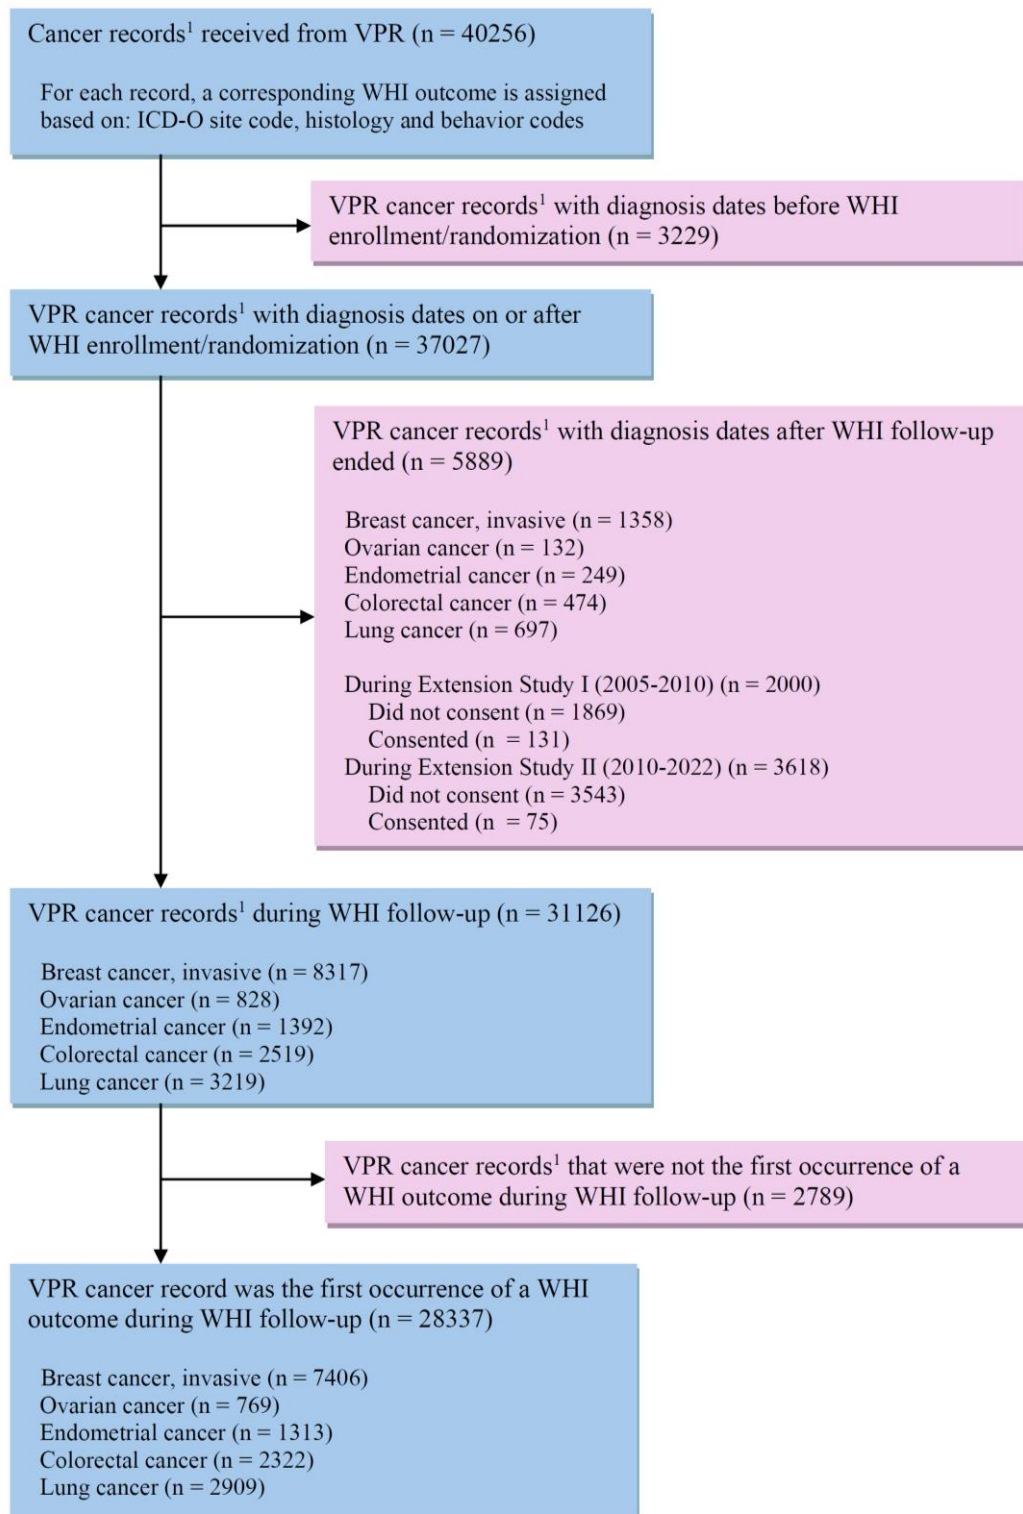 Cancer records¹ received from VPR (n = 40256)
For each record, a corresponding WHI outcome is assigned
based on: ICD-O site code, histology and behavior codes
VPR cancer records¹ with diagnosis dates before WHI
enrollment/randomization (n = 3229)
VPR cancer records¹ with diagnosis dates on or after
WHI enrollment/randomization (n = 37027)
VPR cancer records¹ with diagnosis dates after WHI follow-up
ended (n = 5889)
Breast cancer, invasive (n = 1358)
Ovarian cancer (n = 132)
Endometrial cancer (n = 249)
Colorectal cancer (n = 474)
Lung cancer (n = 697)
During Extension Study I (2005-2010) (n = 2000)
Did not consent (n = 1869)
Consented (n = 131)
During Extension Study II (2010-2022) (n = 3618)
Did not consent (n = 3543)
Consented (n = 75)
VPR cancer records¹ during WHI follow-up (n = 31126)
Breast cancer, invasive (n = 8317)
Ovarian cancer (n = 828)
Endometrial cancer (n = 1392)
Colorectal cancer (n = 2519)
Lung cancer (n = 3219)
VPR cancer records¹ that were not the first occurrence of a
WHI outcome during WHI follow-up (n = 2789)
VPR cancer record was the first occurrence of a WHI
outcome during WHI follow-up (n = 28337)
Breast cancer, invasive (n = 7406)
Ovarian cancer (n = 769)
Endometrial cancer (n = 1313)
Colorectal cancer (n = 2322)
Lung cancer (n = 2909)